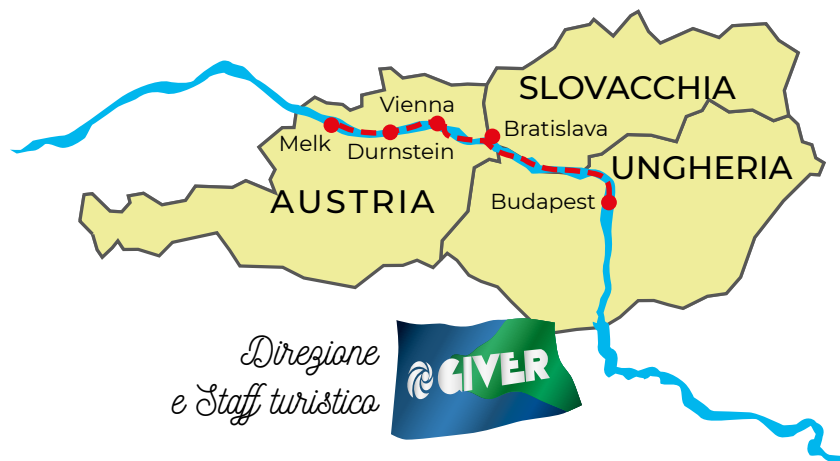 SLOVACCHIA
Vienna
Bratislava
Melk
Durnstein
UNGHERIA
AUSTRIA
Budapest
Direzione
e Staff turistico
GIVER